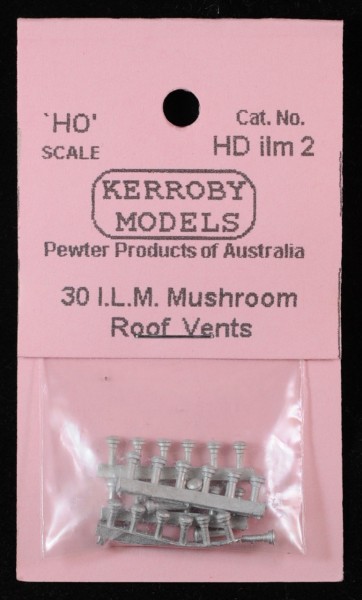 `HO'
SCALE
Cat. No.
HD ilm 2
KERROBY
MODELS
Pewter Products of Australia
30 I.L.M. Mushroom
Roof Vents